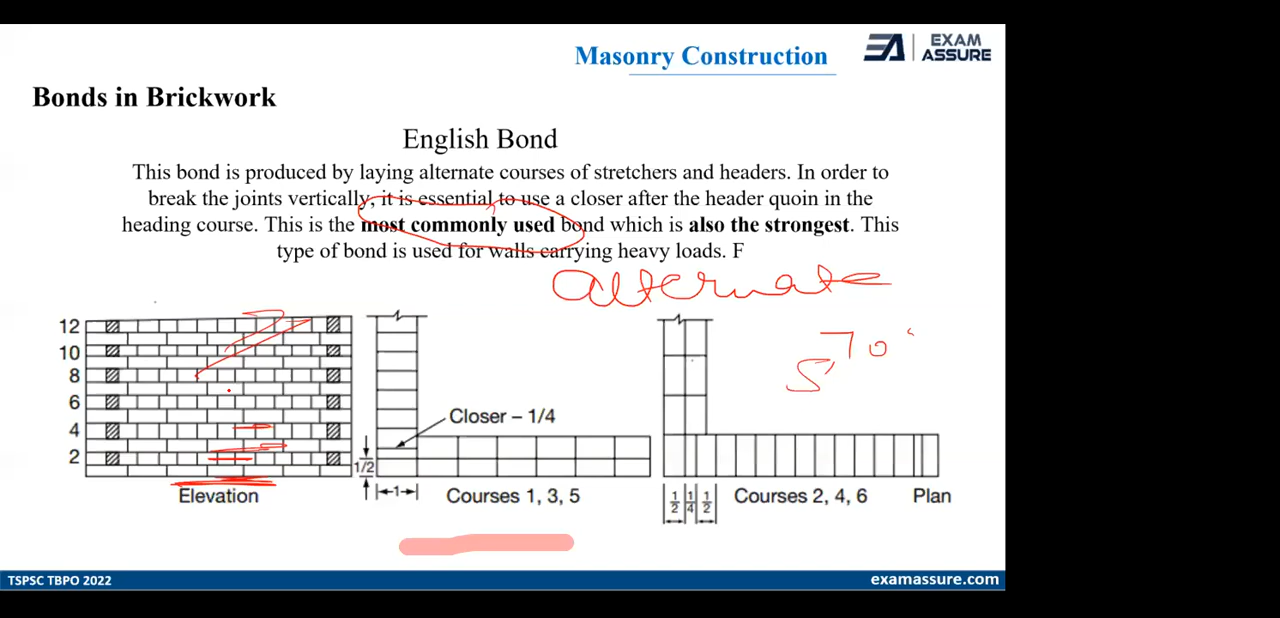 Masonry Construction
EXAM
ASSURE
Bonds in Brickwork
English Bond
This bond is produced by laying alternate courses of stretchers and headers. In order to
break the joints vertically, it is essential to use a closer after the header quoin in the
heading course. This is the most commonly used bond which is also the strongest. This
type of bond is used for walls carrying heavy loads. F
alternate
12
10
8
6
4
2
Elevation
Closer – 1/4
1/2
1
Courses 1, 3, 5
70
S
1/2 1/4 1/2
Courses 2, 4, 6
Plan
TSPSC TBPO 2022
examassure.com